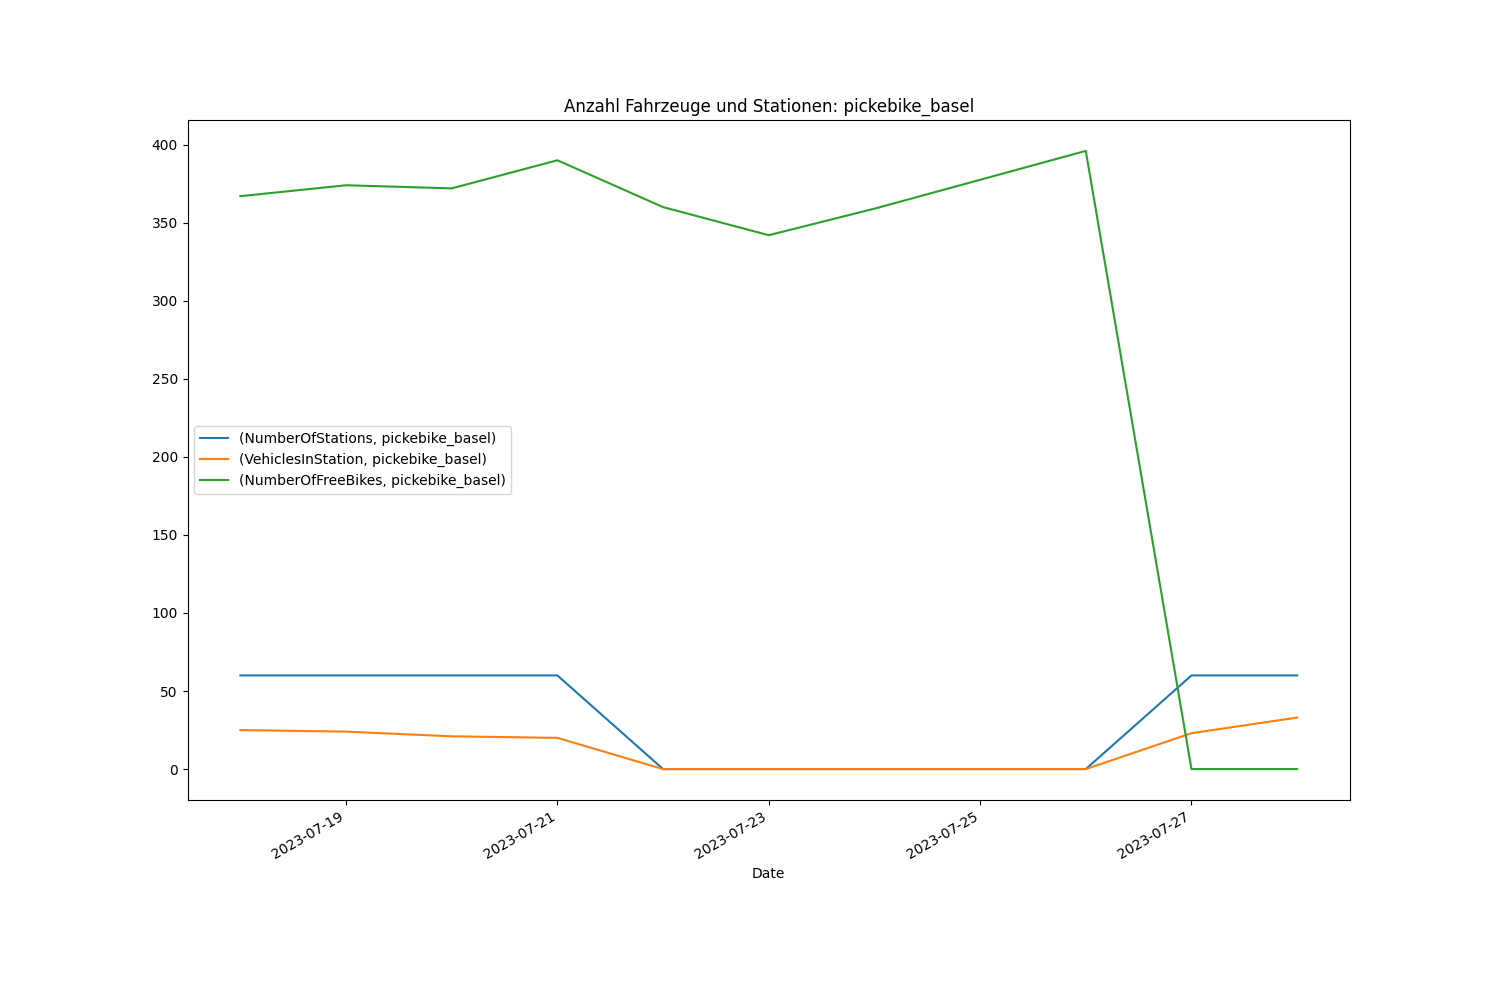 Anzahl Fahrzeuge und Stationen: pickebike_basel
400
350
300
250
200
150
100
50
0
(NumberOfStations, pickebike_basel)
(VehiclesInStation, pickebike_basel)
(NumberOfFreeBikes, pickebike_basel)
2023-07-19
2023-07-21
2023-07-23
2023-07-25
2023-07-27
Date